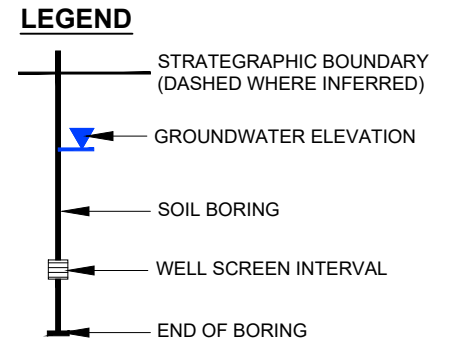 LEGEND
STRATEGRAPHIC BOUNDARY
(DASHED WHERE INFERRED)
GROUNDWATER ELEVATION
SOIL BORING
WELL SCREEN INTERVAL
END OF BORING